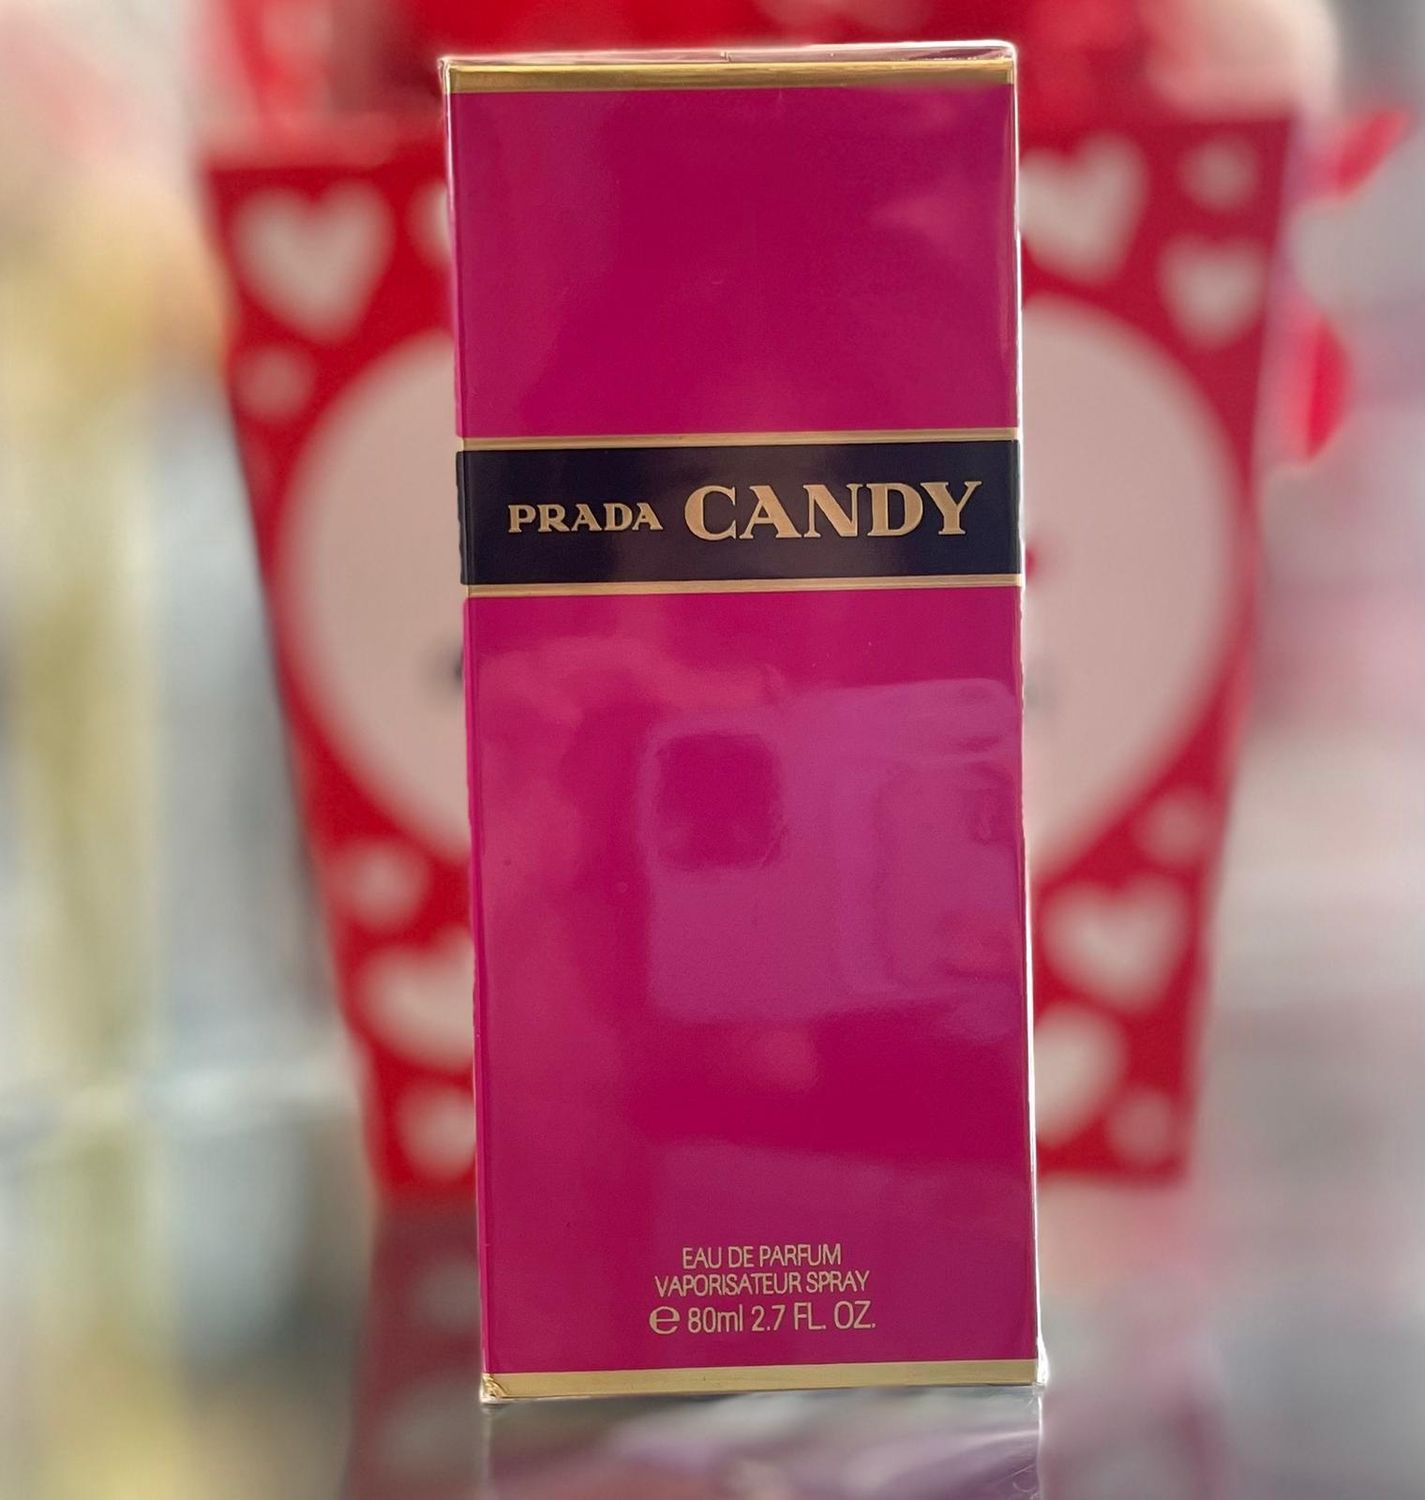 PRADA CANDY
EAU DE PARFUM
VAPORISATEUR SPRAY
℮ 80ml 2.7 FL. OZ.